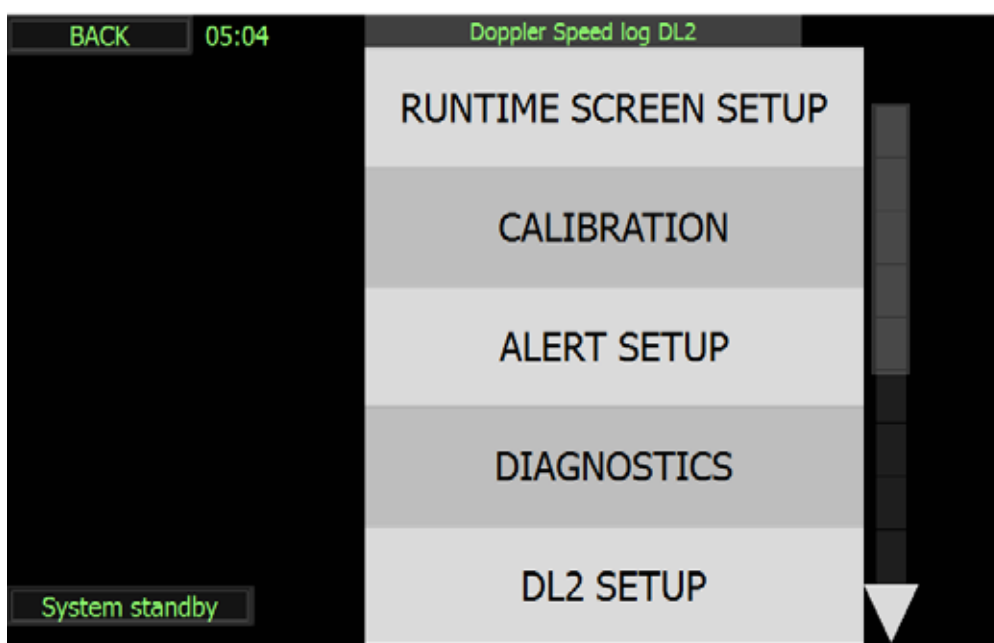 BACK 05:04 Doppler Speed log DL2
RUNTIME SCREEN SETUP
CALIBRATION
ALERT SETUP
DIAGNOSTICS
DL2 SETUP
System standby